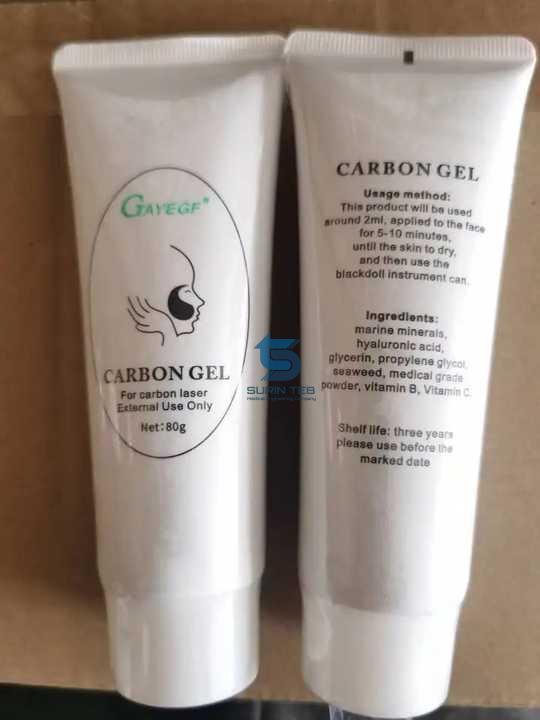 GAYEGF®
CARBON GEL
For carbon laser
External Use Only
Net:80g
CARBON GEL
Usage method:
This product will be used
around 2ml, applied to the face
for 5-10 minutes,
until the skin to dry,
and then use the
blackdoll instrument can.
Ingredients:
marine minerals,
hyaluronic acid,
glycerin, propylene glycol,
seaweed, medical grade
powder, vitamin B, Vitamin C.
Shelf life: three years
please use before the
marked date
SURIN TEB
Medical Engineering Company